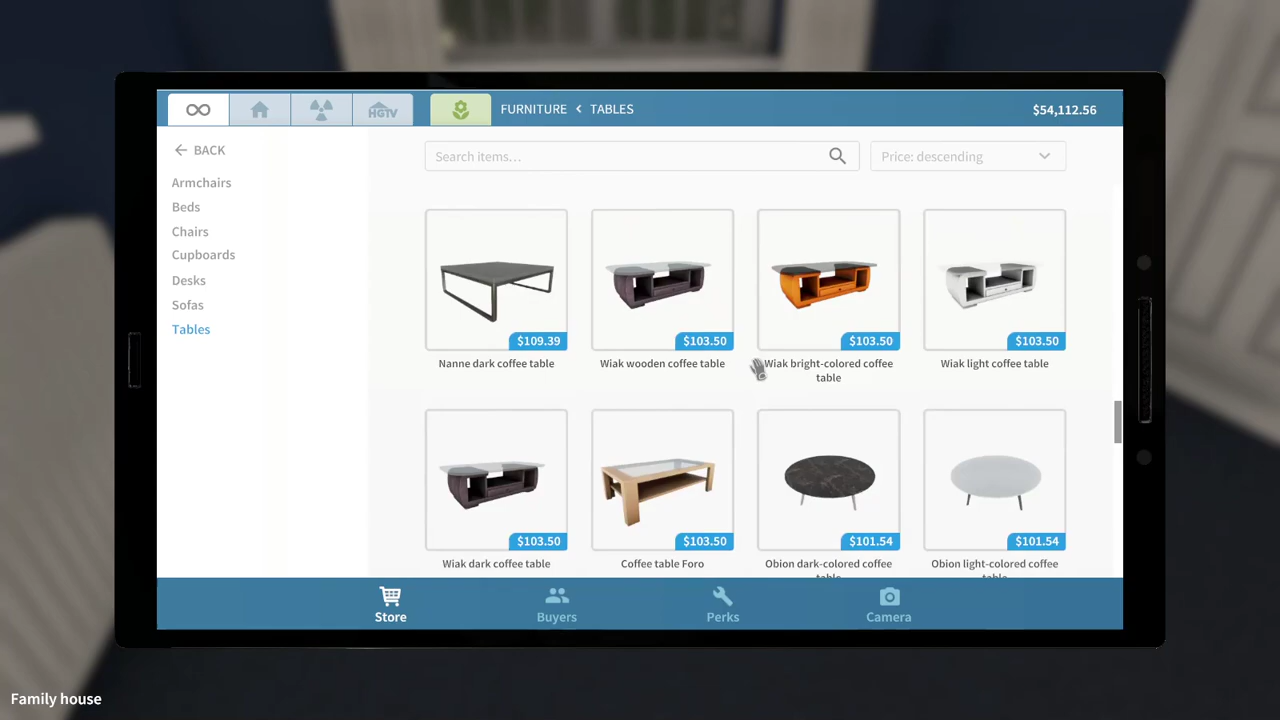 HGTV
FURNITURE < TABLES
$54,112.56
BACK
Search items...
Price: descending
Armchairs
Beds
Chairs
Cupboards
Desks
Sofas
Tables
$109.39
$103.50
$103.50
$103.50
Nanne dark coffee table
Wiak wooden coffee table
Wiak bright-colored coffee
table
Wiak light coffee table
$103.50
$103.50
$101.54
$101.54
Wiak dark coffee table
Coffee table Foro
Obion dark-colored coffee
table
Obion light-colored coffee
table
Store
Buyers
Perks
Camera
Family house